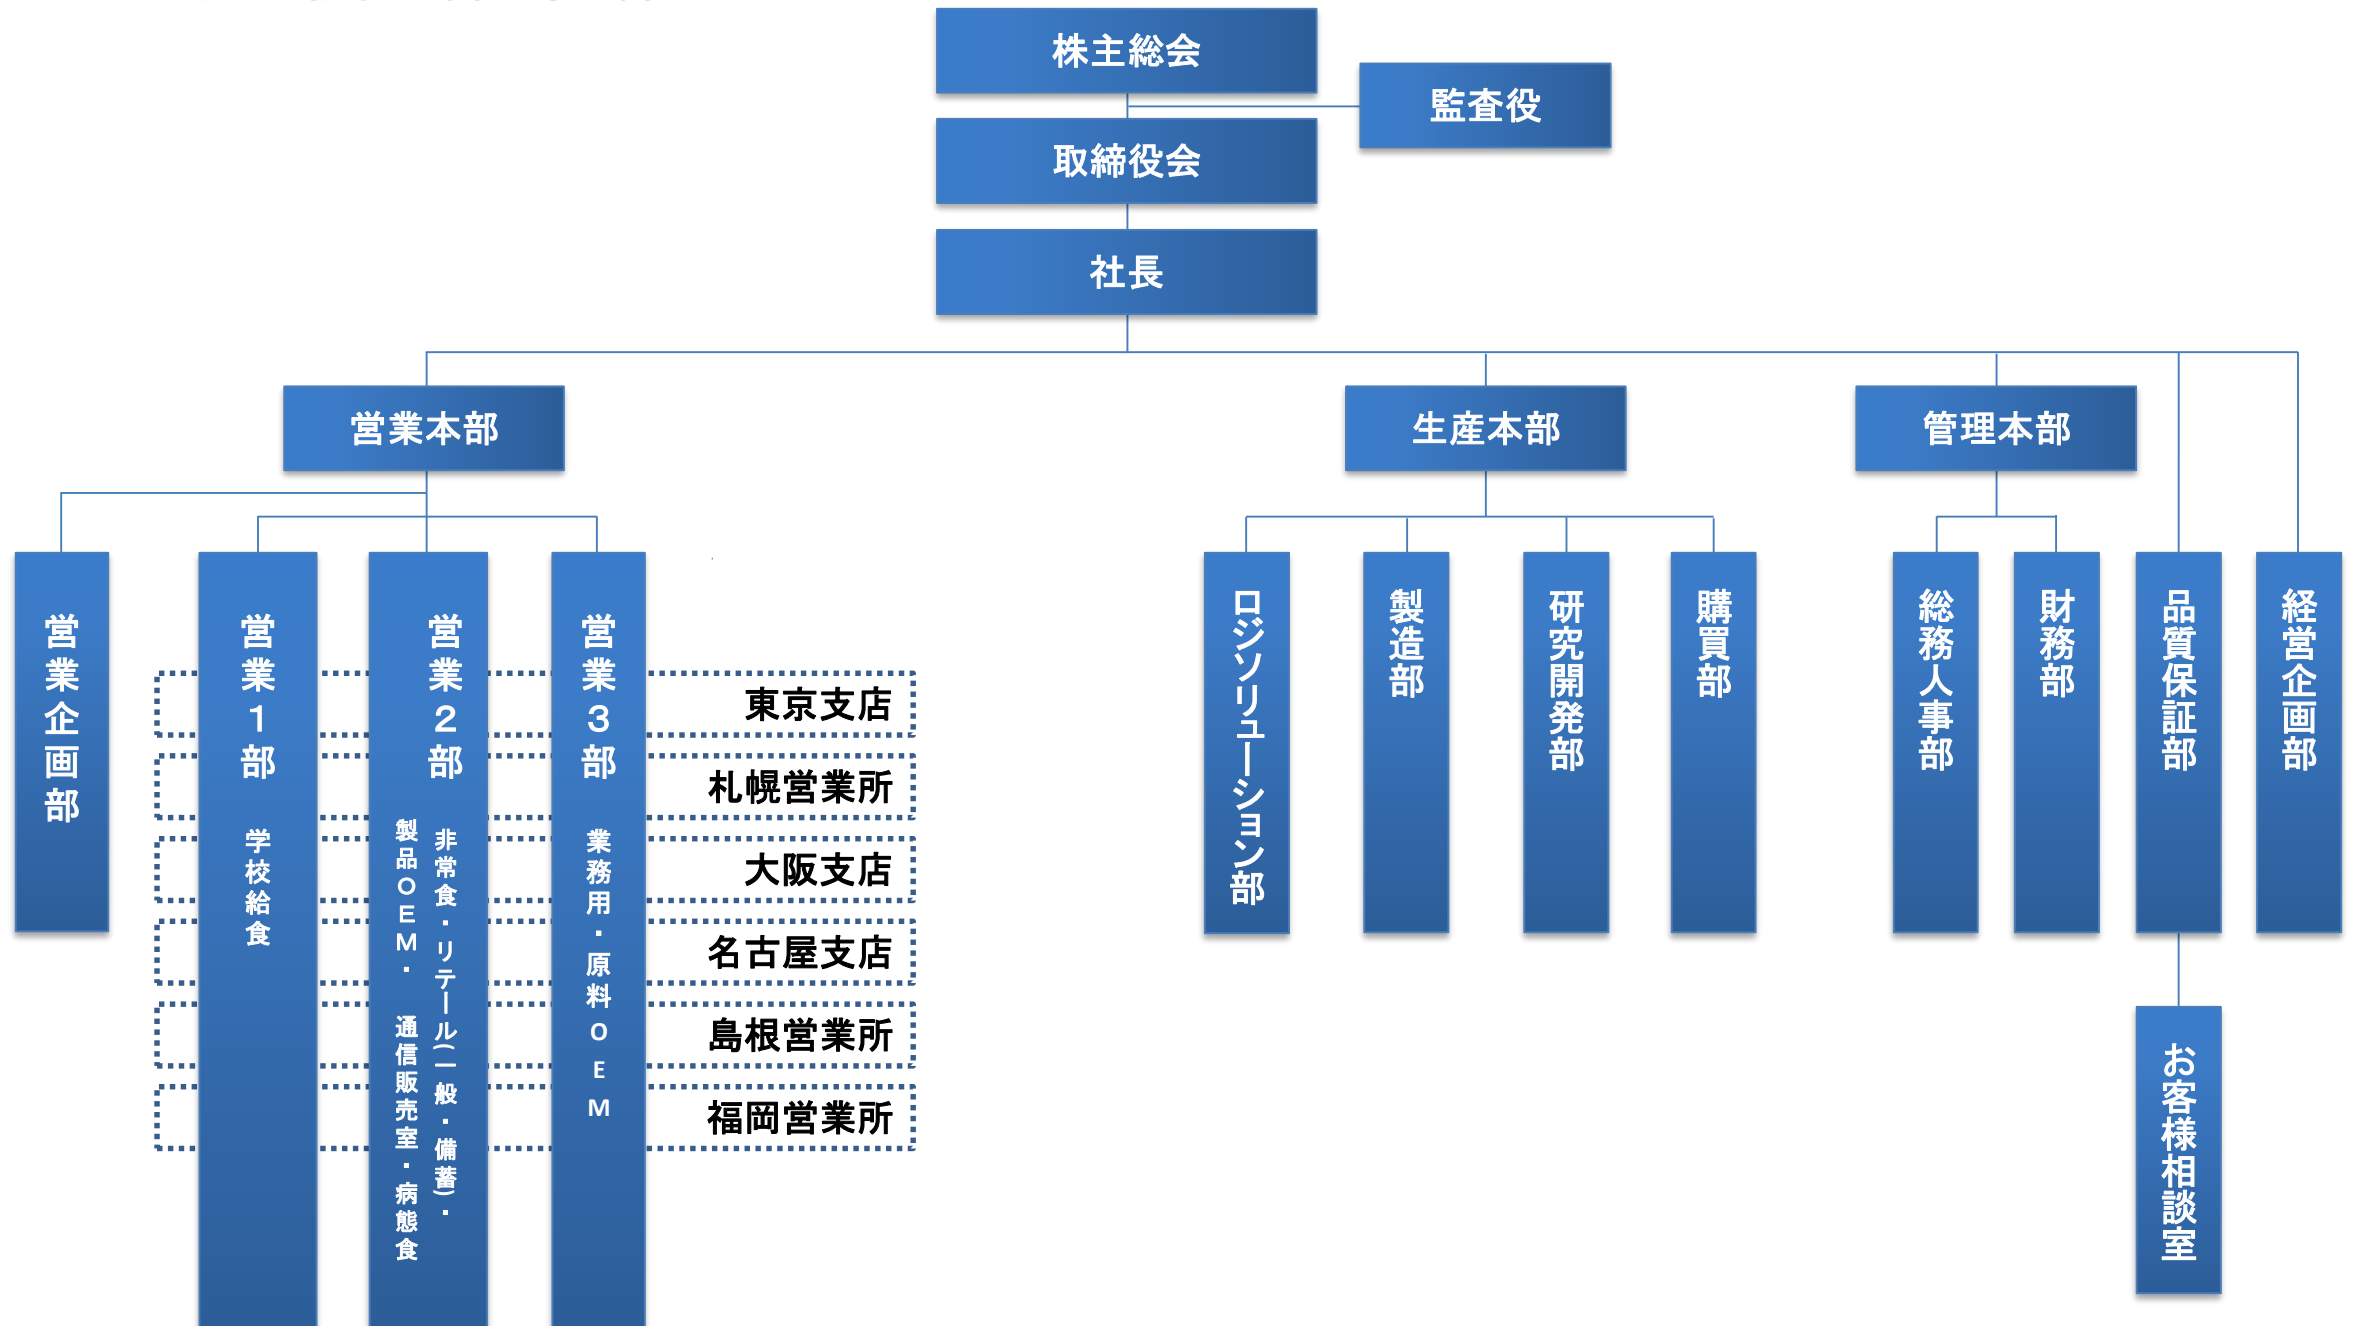 株主総会
監査役
取締役会
社長
営業本部
生産本部
管理本部
営業企画部
営業１部　学校給食
営業２部　非常食・リテール(一般・備蓄)・
製品ＯＥＭ・　通信販売室・病態食
営業３部　業務用・原料ＯＥＭ
東京支店
札幌営業所
大阪支店
名古屋支店
島根営業所
福岡営業所
ロジソリューション部
製造部
研究開発部
購買部
総務人事部
財務部
品質保証部
経営企画部
お客様相談室